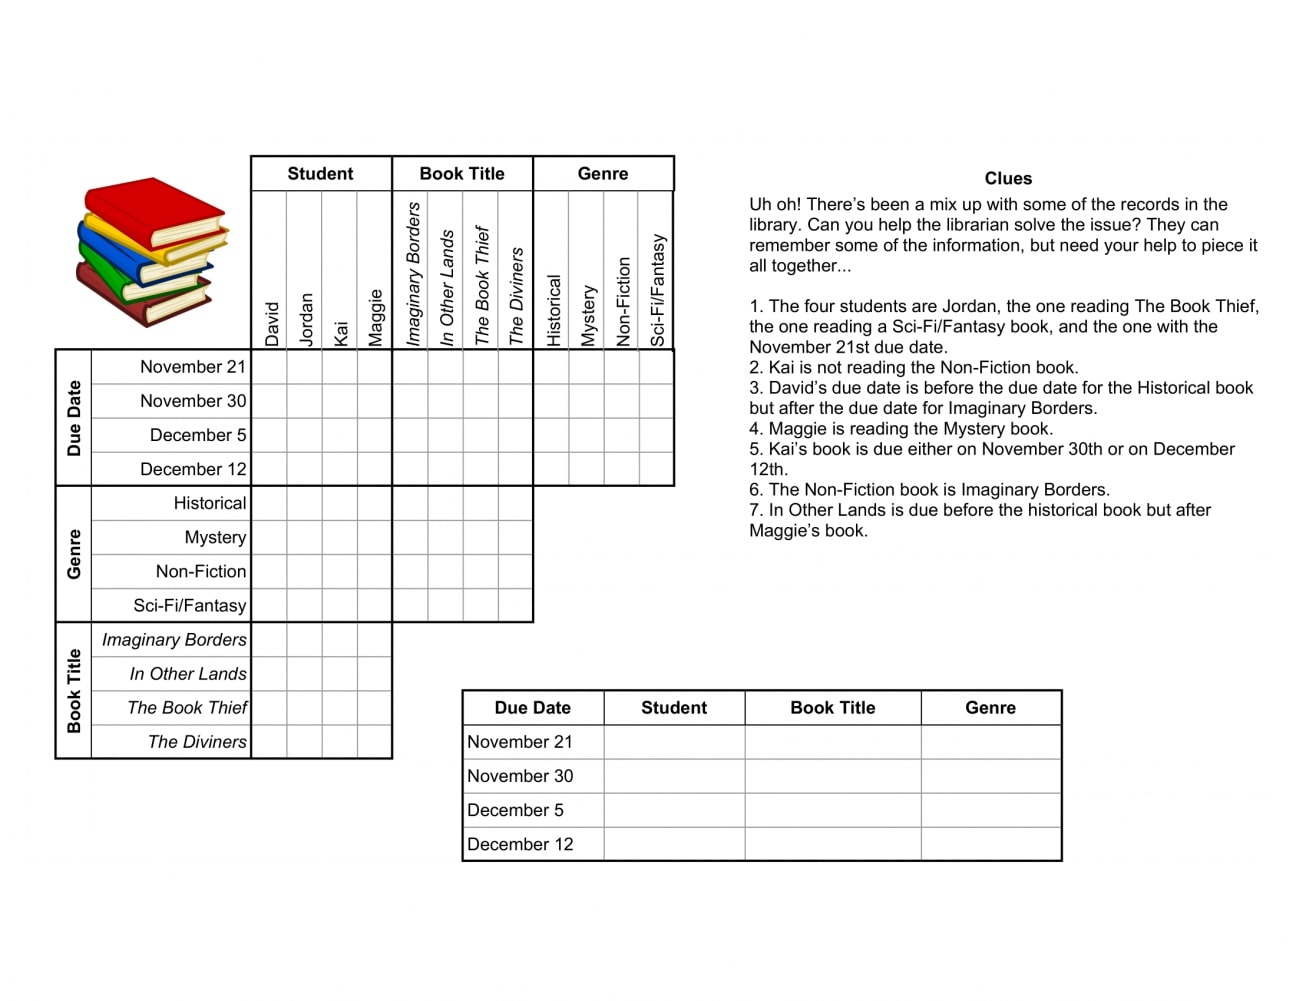 Student Book Title Genre
David Jordan Kai Maggie Imaginary Borders In Other Lands The Book Thief The Diviners Historical Mystery Non-Fiction Sci-Fi/Fantasy
Due Date
November 21
November 30
December 5
December 12
Genre
Historical
Mystery
Non-Fiction
Sci-Fi/Fantasy
Book Title
Imaginary Borders
In Other Lands
The Book Thief
The Diviners
Clues
Uh oh! There’s been a mix up with some of the records in the
library. Can you help the librarian solve the issue? They can
remember some of the information, but need your help to piece it
all together...
1. The four students are Jordan, the one reading The Book Thief,
the one reading a Sci-Fi/Fantasy book, and the one with the
November 21st due date.
2. Kai is not reading the Non-Fiction book.
3. David’s due date is before the due date for the Historical book
but after the due date for Imaginary Borders.
4. Maggie is reading the Mystery book.
5. Kai’s book is due either on November 30th or on December
12th.
6. The Non-Fiction book is Imaginary Borders.
7. In Other Lands is due before the historical book but after
Maggie’s book.
Due Date Student Book Title Genre
November 21
November 30
December 5
December 12